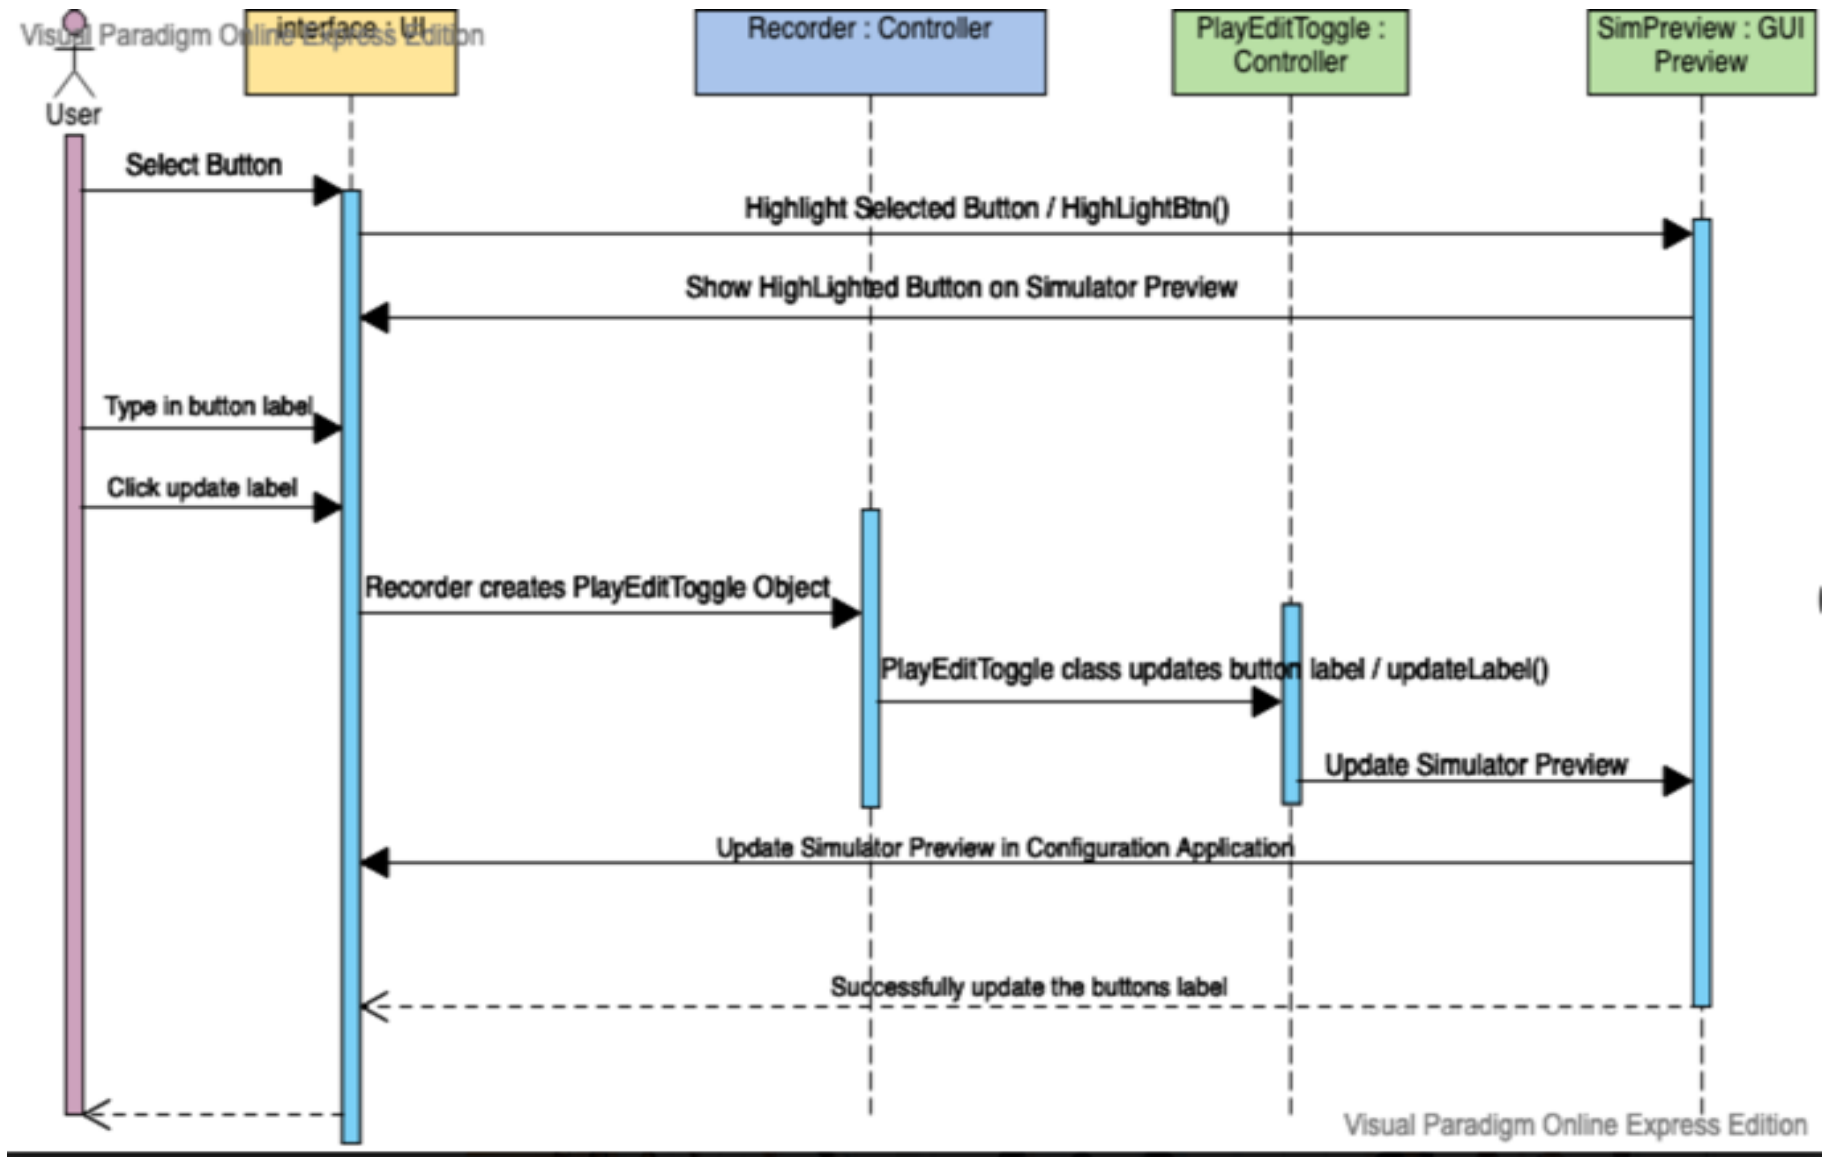 interface : UI
Visual Paradigm Online Express Edition
Recorder : Controller
PlayEditToggle :
Controller
SimPreview : GUI
Preview
User
Select Button
Highlight Selected Button / HighLightBtn()
Show HighLighted Button on Simulator Preview
Type in button label
Click update label
Recorder creates PlayEditToggle Object
PlayEditToggle class updates button label / updateLabel()
Update Simulator Preview
Update Simulator Preview in Configuration Application
Successfully update the buttons label
Visual Paradigm Online Express Edition